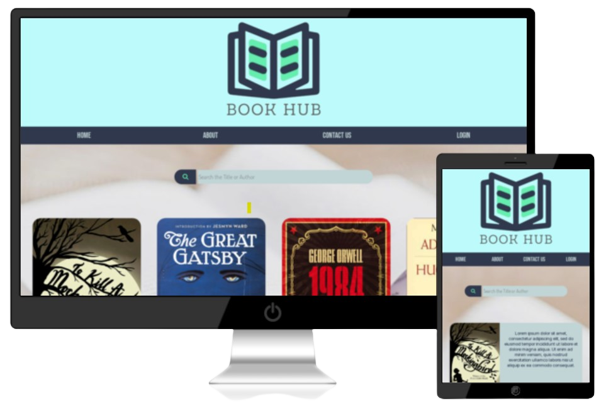 BOOK HUB
HOME ABOUT CONTACT US LOGIN
Search the Title or Author
To Kill A
Mockingb
INTRODUCTION BY JESMYN WARD
The GREAT
GATSBY
GEORGE ORWELL
1984
AD
HU
BOOK HUB
HOME ABOUT CONTACT US LOGIN
Search the Title or Author
To Kill A
Mockingbird
Lorem ipsum dolor sit amet,
consectetur adipiscing elit, sed do
eiusmod tempor incididunt ut labore et
dolore magna aliqua. Ut enim ad
minim veniam, quis nostrud
exercitation ullamco laboris nisi ut
aliquip ex ea commodo consequat.